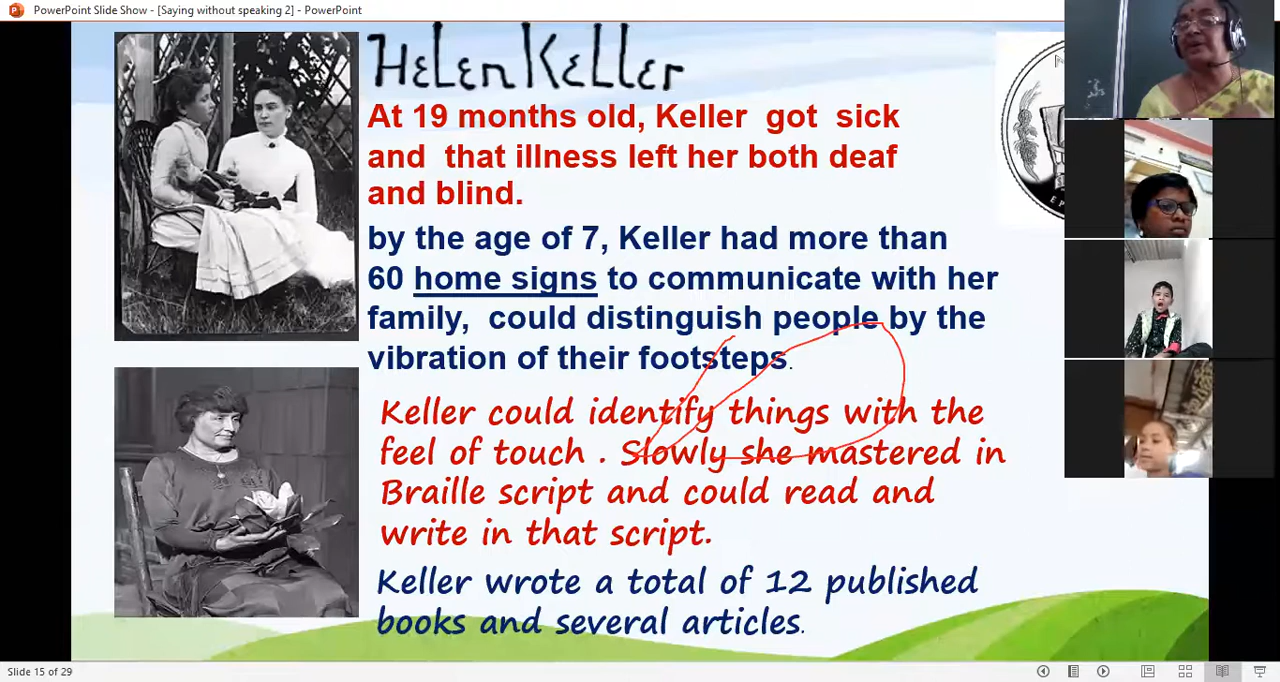 PowerPoint Slide Show - [Saying without speaking 2] - PowerPoint
Helen Keller
At 19 months old, Keller got sick
and that illness left her both deaf
and blind.
by the age of 7, Keller had more than
60 home signs to communicate with her
family, could distinguish people by the
vibration of their footsteps.
Keller could identify things with the
feel of touch . Slowly she mastered in
Braille script and could read and
write in that script.
Keller wrote a total of 12 published
books and several articles.
Slide 15 of 29